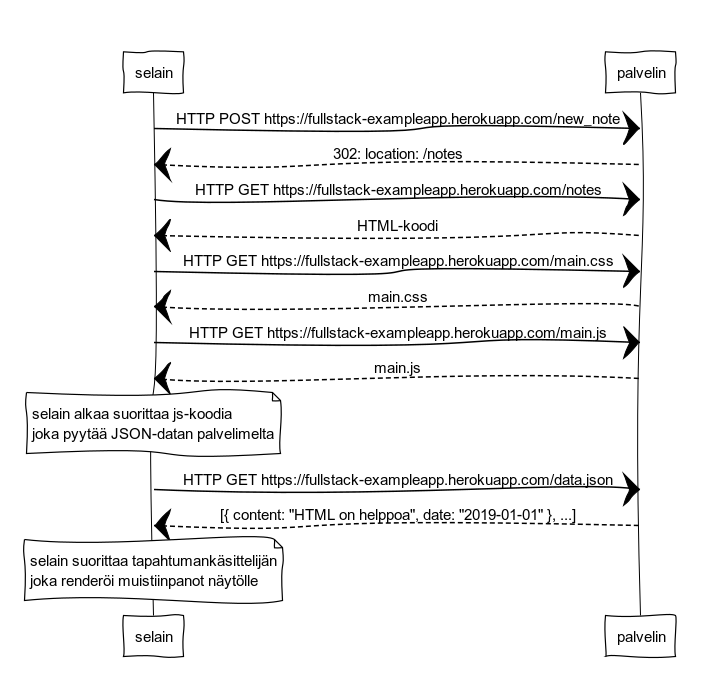 selain
palvelin
HTTP POST https://fullstack-exampleapp.herokuapp.com/new_note
302: location: /notes
HTTP GET https://fullstack-exampleapp.herokuapp.com/notes
HTML-koodi
HTTP GET https://fullstack-exampleapp.herokuapp.com/main.css
main.css
HTTP GET https://fullstack-exampleapp.herokuapp.com/main.js
main.js
selain alkaa suorittaa js-koodia
joka pyytää JSON-datan palvelimelta
HTTP GET https://fullstack-exampleapp.herokuapp.com/data.json
[{ content: "HTML on helppoa", date: "2019-01-01" }, ...]
selain suorittaa tapahtumankäsittelijän
joka renderöi muistiinpanot näytölle
selain
palvelin